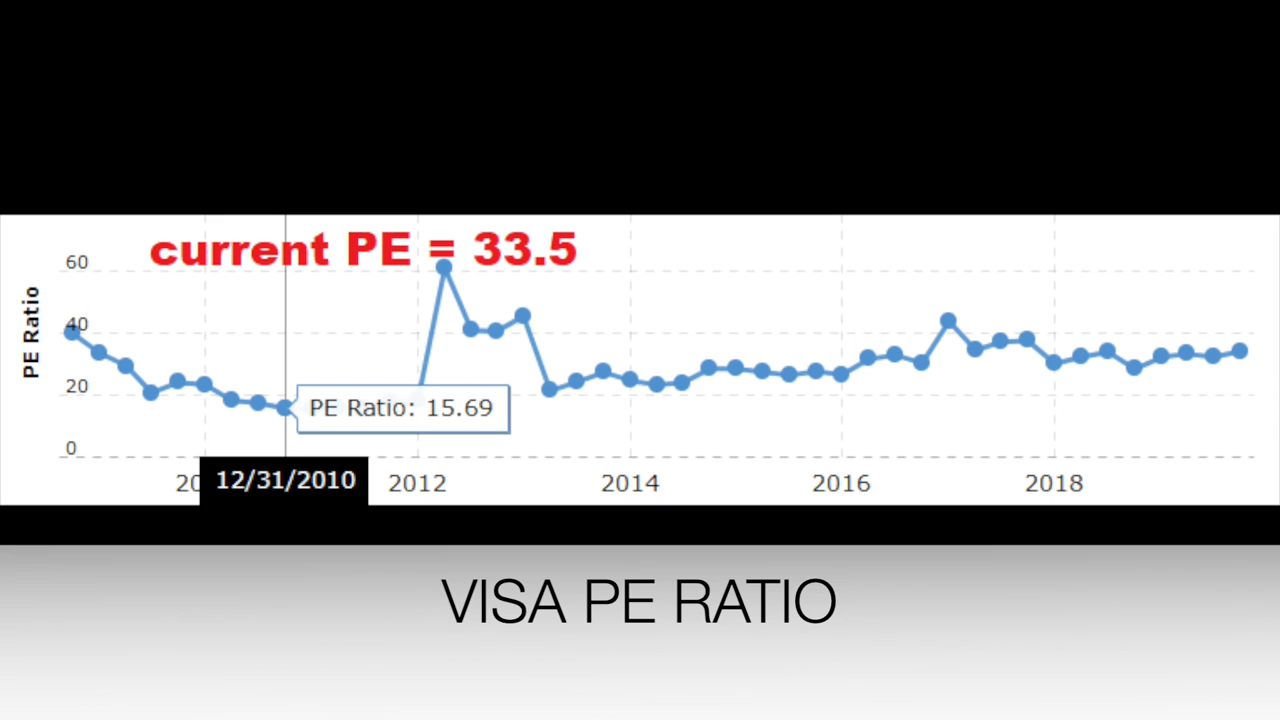 current PE = 33.5
60
40
20
0
PE Ratio
PE Ratio: 15.69
12/31/2010
2012
2014
2016
2018
VISA PE RATIO